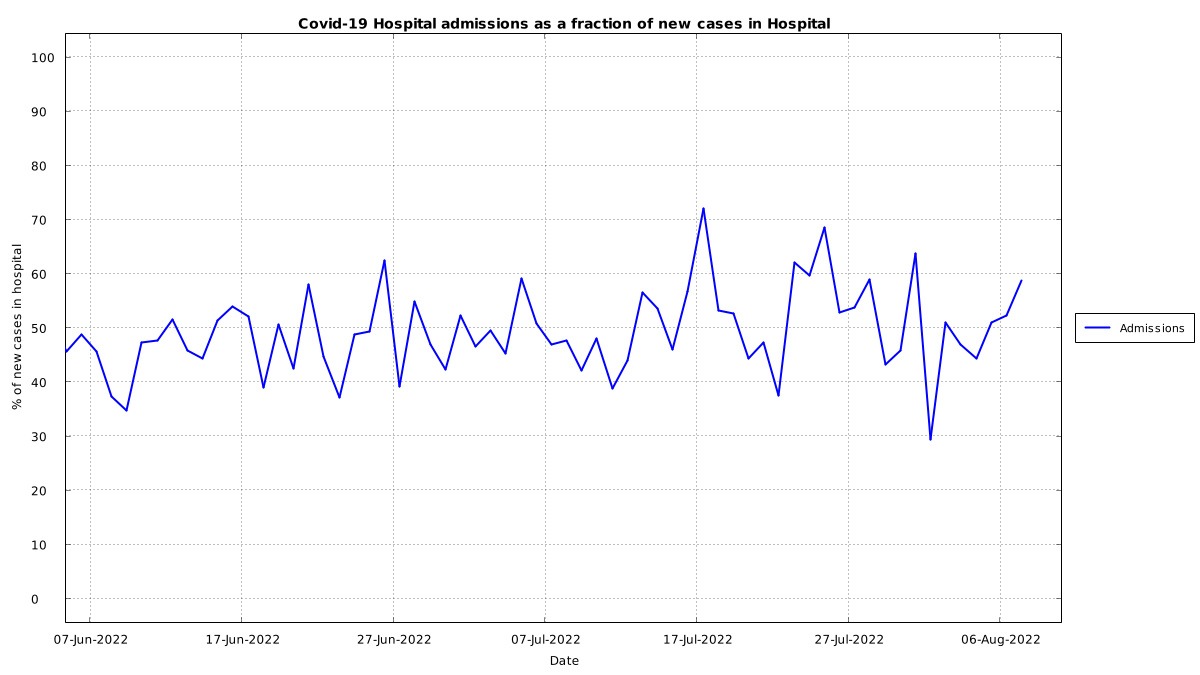 Covid-19 Hospital admissions as a fraction of new cases in Hospital
100
90
80
70
60
50
40
30
20
10
0
% of new cases in hospital
07-Jun-2022 17-Jun-2022 27-Jun-2022 07-Jul-2022 17-Jul-2022 27-Jul-2022 06-Aug-2022
Date
Admissions